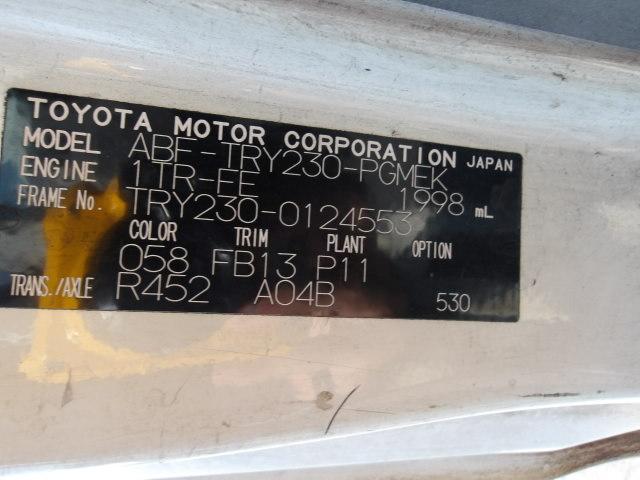 TOYOTA MOTOR CORPORATION JAPAN
MODEL ABF-TRY230-PGMEK
ENGINE 1TR-FE 1998 mL
FRAME No. TRY230-0124553
COLOR TRIM PLANT OPTION
058 FB13 P11
TRANS./AXLE R452 A04B 530